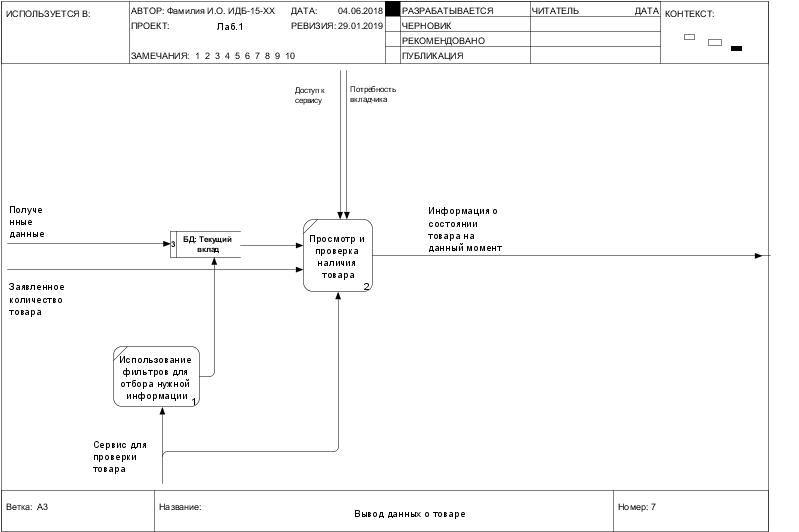 ИСПОЛЬЗУЕТСЯ В:
АВТОР: Фамилия И.О. ИДБ-15-ХХ
ДАТА: 04.06.2018
ПРОЕКТ: Лаб.1
РЕВИЗИЯ: 29.01.2019
ЗАМЕЧАНИЯ: 1 2 3 4 5 6 7 8 9 10
РАЗРАБАТЫВАЕТСЯ
ЧЕРНОВИК
РЕКОМЕНДОВАНО
ПУБЛИКАЦИЯ
ЧИТАТЕЛЬ
ДАТА
КОНТЕКСТ:
Доступ к
сервису
Потребность
вкладчика
Получе
нные
данные
3
БД: Текущий
вклад
Просмотр и
проверка
наличия
товара
2
Информация о
состоянии
товара на
данный момент
Заявленное
количество
товара
Использование
фильтров для
отбора нужной
информации
1
Сервис для
проверки
товара
Ветка: А3
Название:
Вывод данных о товаре
Номер: 7